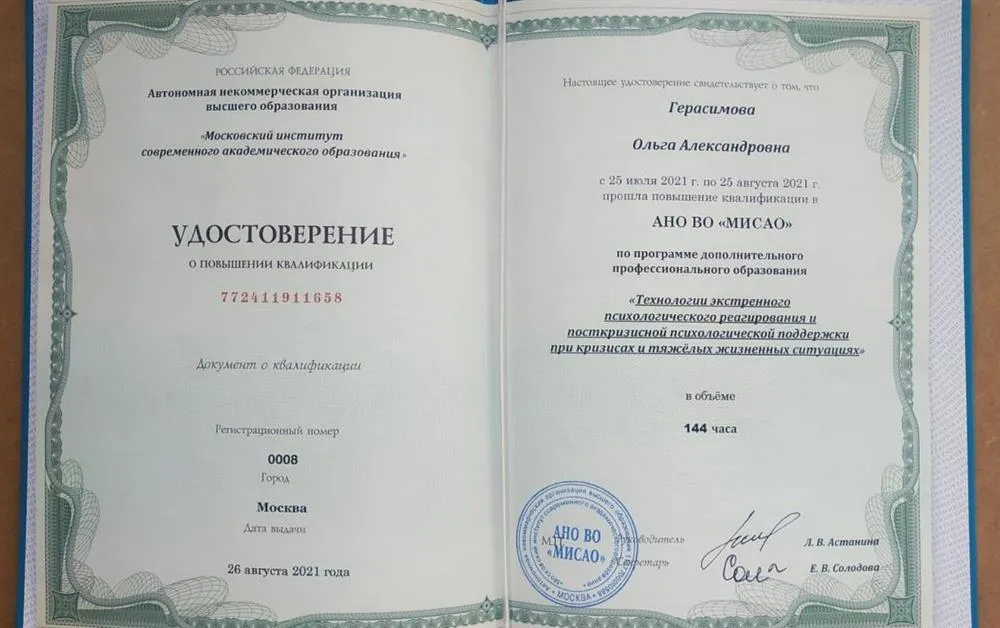 РОССИЙСКАЯ ФЕДЕРАЦИЯ
Автономная некоммерческая организация
высшего образования
«Московский институт
современного академического образования»
УДОСТОВЕРЕНИЕ
О ПОВЫШЕНИИ КВАЛИФИКАЦИИ
772411911658
Документ о квалификации
Регистрационный номер
0008
Город
Москва
Дата выдачи
26 августа 2021 года
Настоящее удостоверение свидетельствует о том, что
Герасимова
Ольга Александровна
с 25 июля 2021 г. по 25 августа 2021 г.
прошла повышение квалификации в
АНО ВО «МИСАО»
по программе дополнительного
профессионального образования
«Технологии экстренного
психологического реагирования и
посткризисной психологической поддержки
при кризисах и тяжёлых жизненных ситуациях»
в объёме
144 часа
АНО ВО
«МИСАО»
• МОСКВА •
М.П.
Руководитель
Л. В. Астанина
Секретарь
Е. В. Солодова